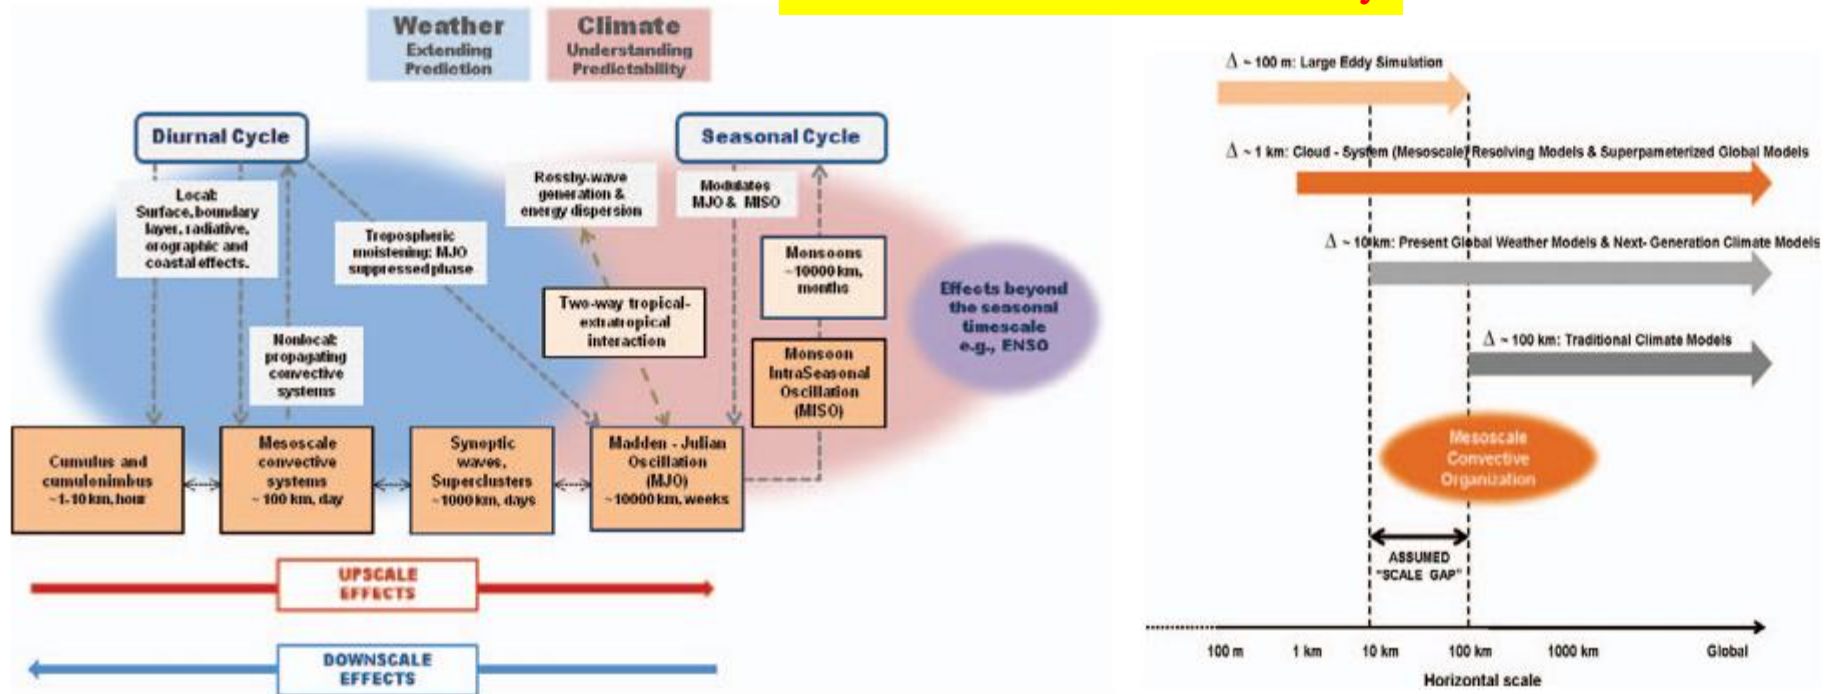 Weather
Extending
Prediction
Climate
Understanding
Predictability
Diurnal Cycle
Seasonal Cycle
Local:
Surface, boundary
layer, radiative,
orographic and
coastal effects.
Nonlocal:
propagating
convective
systems
Tropospheric
moistening: MJO
suppressed phase
Rossby-wave
generation &
energy dispersion
Modulates
MJO & MISO
Two-way tropical-
extratropical
interaction
Monsoons
~10000 km,
months
Monsoon
IntraSeasonal
Oscillation
(MISO)
Effects beyond
the seasonal
timescale
e.g., ENSO
Cumulus and
cumulonimbus
~1-10 km, hour
Mesoscale
convective
systems
~ 100 km, day
Synoptic
waves,
Superclusters
~1000 km, days
Madden - Julian
Oscillation
(MJO)
~10000 km, weeks
UPSCALE
EFFECTS
DOWNSCALE
EFFECTS
Δ ~ 100 m: Large Eddy Simulation
Δ ~ 1 km: Cloud - System (Mesoscale) Resolving Models & Superpameterized Global Models
Δ ~ 10 km: Present Global Weather Models & Next- Generation Climate Models
Δ ~ 100 km: Traditional Climate Models
Mesoscale
Convective
Organization
ASSUMED
"SCALE GAP"
100 m 1 km 10 km 100 km 1000 km Global
Horizontal scale